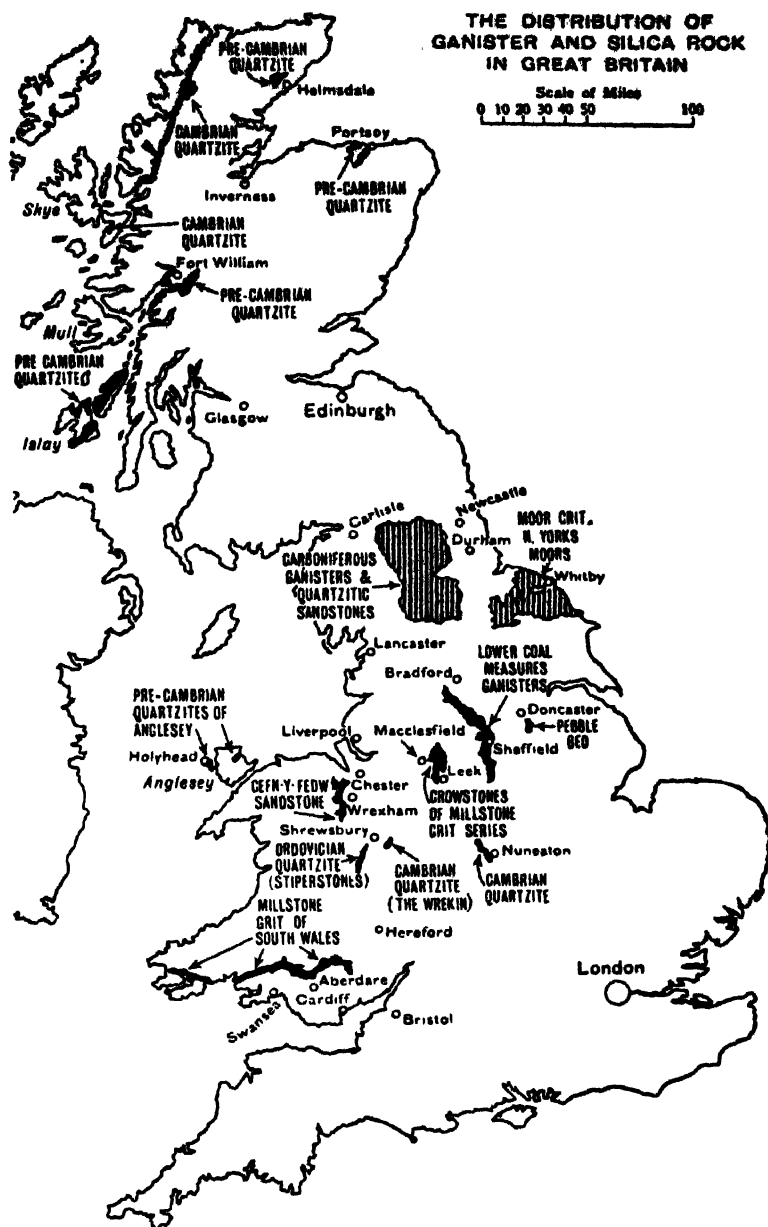 THE DISTRIBUTION OF
GANISTER AND SILICA ROCK
IN GREAT BRITAIN
Scale of Miles
0 10 20 30 40 50 100
PRE-CAMBRIAN
QUARTZITE
Helmsdale
CAMBRIAN
QUARTZITE
Portsoy
PRE-CAMBRIAN
QUARTZITE
Inverness
Skye
CAMBRIAN
QUARTZITE
Fort William
PRE-CAMBRIAN
QUARTZITE
Mull
PRE CAMBRIAN
QUARTZITE
Islay
Glasgow
Edinburgh
Carlisle
Newcastle
Durham
MOOR GRIT.
N. YORKS
MOORS
Whitby
CARBONIFEROUS
GANISTERS &
QUARTZITIC
SANDSTONES
Lancaster
Bradford
LOWER COAL
MEASURES
GANISTERS
PRE-CAMBRIAN
QUARTZITES OF
ANGLESEY
Holyhead
Anglesey
Liverpool
Macclesfield
Doncaster
PEBBLE
BED
Sheffield
Leek
Chester
CEFN-Y-FEDW
SANDSTONE
Wrexham
CROWSTONES
OF MILLSTONE
GRIT SERIES
Shrewsbury
ORDOVICIAN
QUARTZITE
(STIPERSTONES)
CAMBRIAN
QUARTZITE
(THE WREKIN)
Nuneaton
CAMBRIAN
QUARTZITE
MILLSTONE
GRIT OF
SOUTH WALES
Hereford
Aberdare
Swansea
Cardiff
Bristol
London